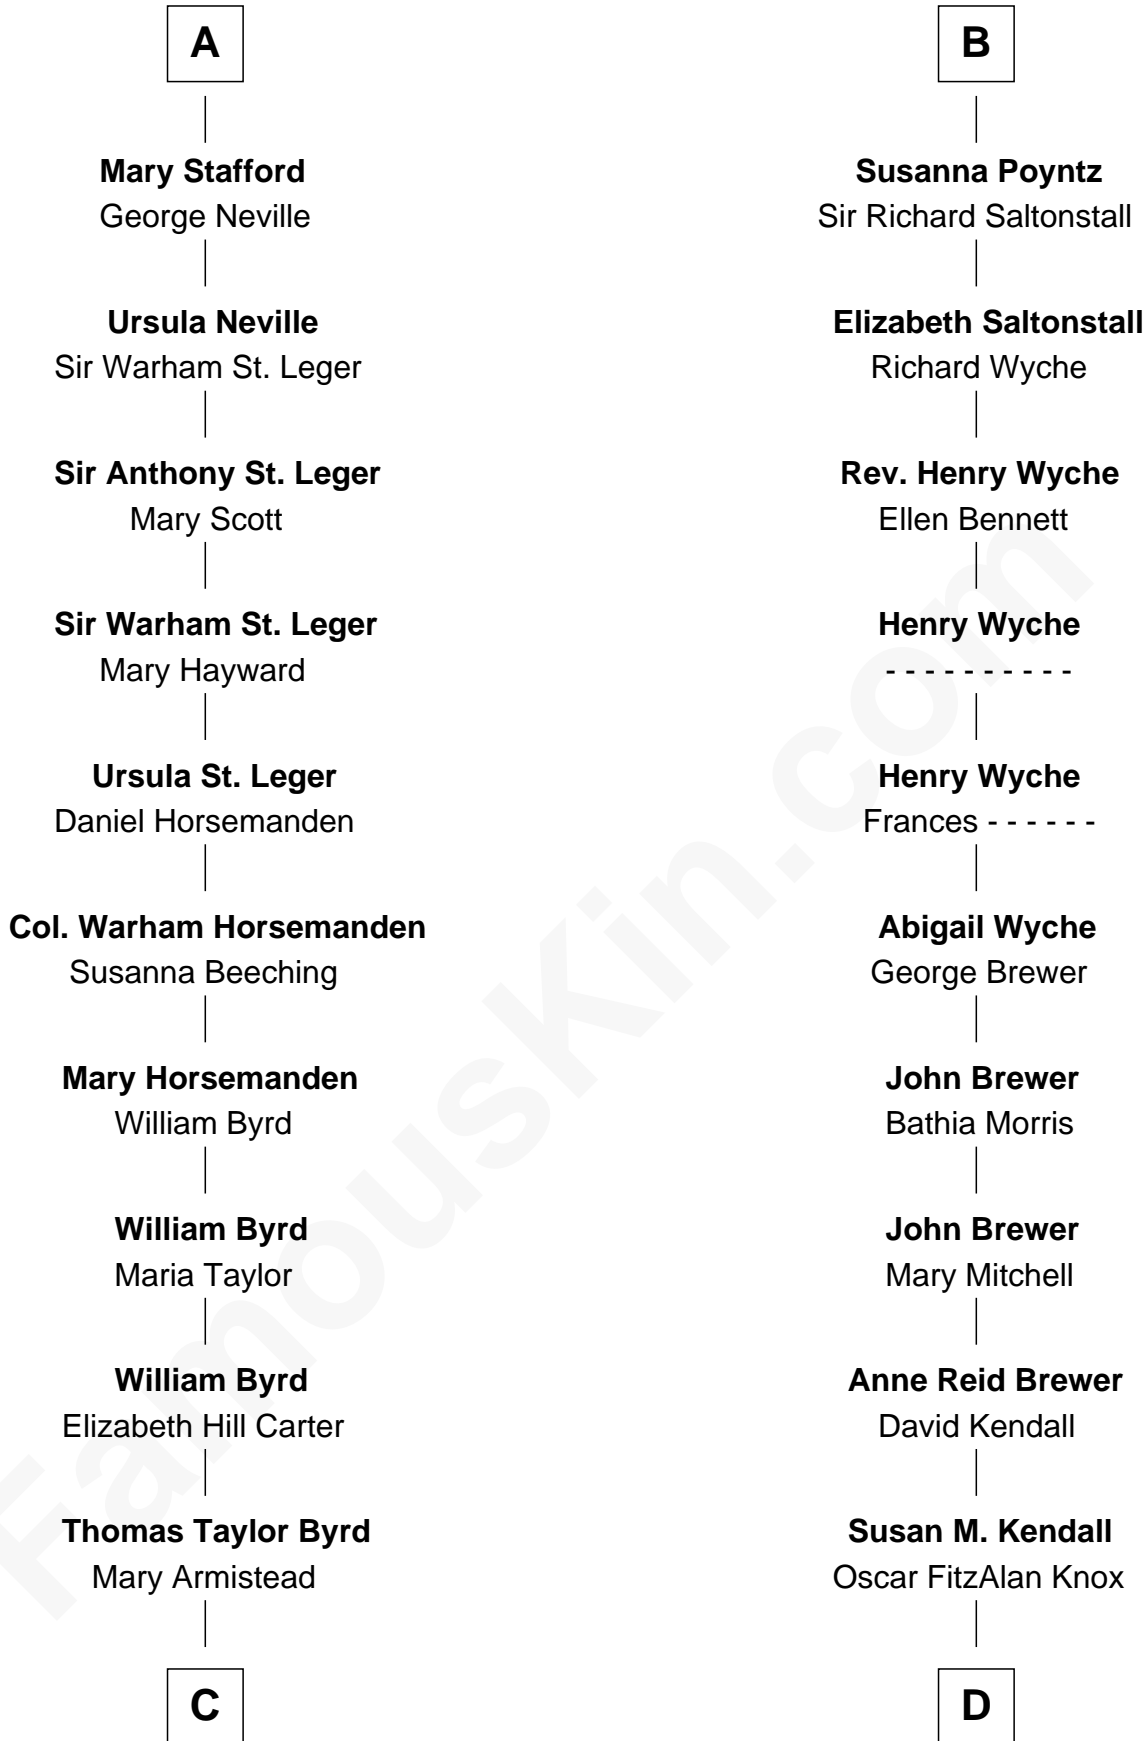 A
Mary Stafford
George Neville
Ursula Neville
Sir Warham St. Leger
Sir Anthony St. Leger
Mary Scott
Sir Warham St. Leger
Mary Hayward
Ursula St. Leger
Daniel Horsemanden
Col. Warham Horsemanden
Susanna Beeching
Mary Horsemanden
William Byrd
William Byrd
Maria Taylor
William Byrd
Elizabeth Hill Carter
Thomas Taylor Byrd
Mary Armistead
C
B
Susanna Poyntz
Sir Richard Saltonstall
Elizabeth Saltonstall
Richard Wyche
Rev. Henry Wyche
Ellen Bennett
Henry Wyche
- - - - - - - - - -
Henry Wyche
Frances - - - - - -
Abigail Wyche
George Brewer
John Brewer
Bathia Morris
John Brewer
Mary Mitchell
Anne Reid Brewer
David Kendall
Susan M. Kendall
Oscar FitzAlan Knox
D
FamousKin.com